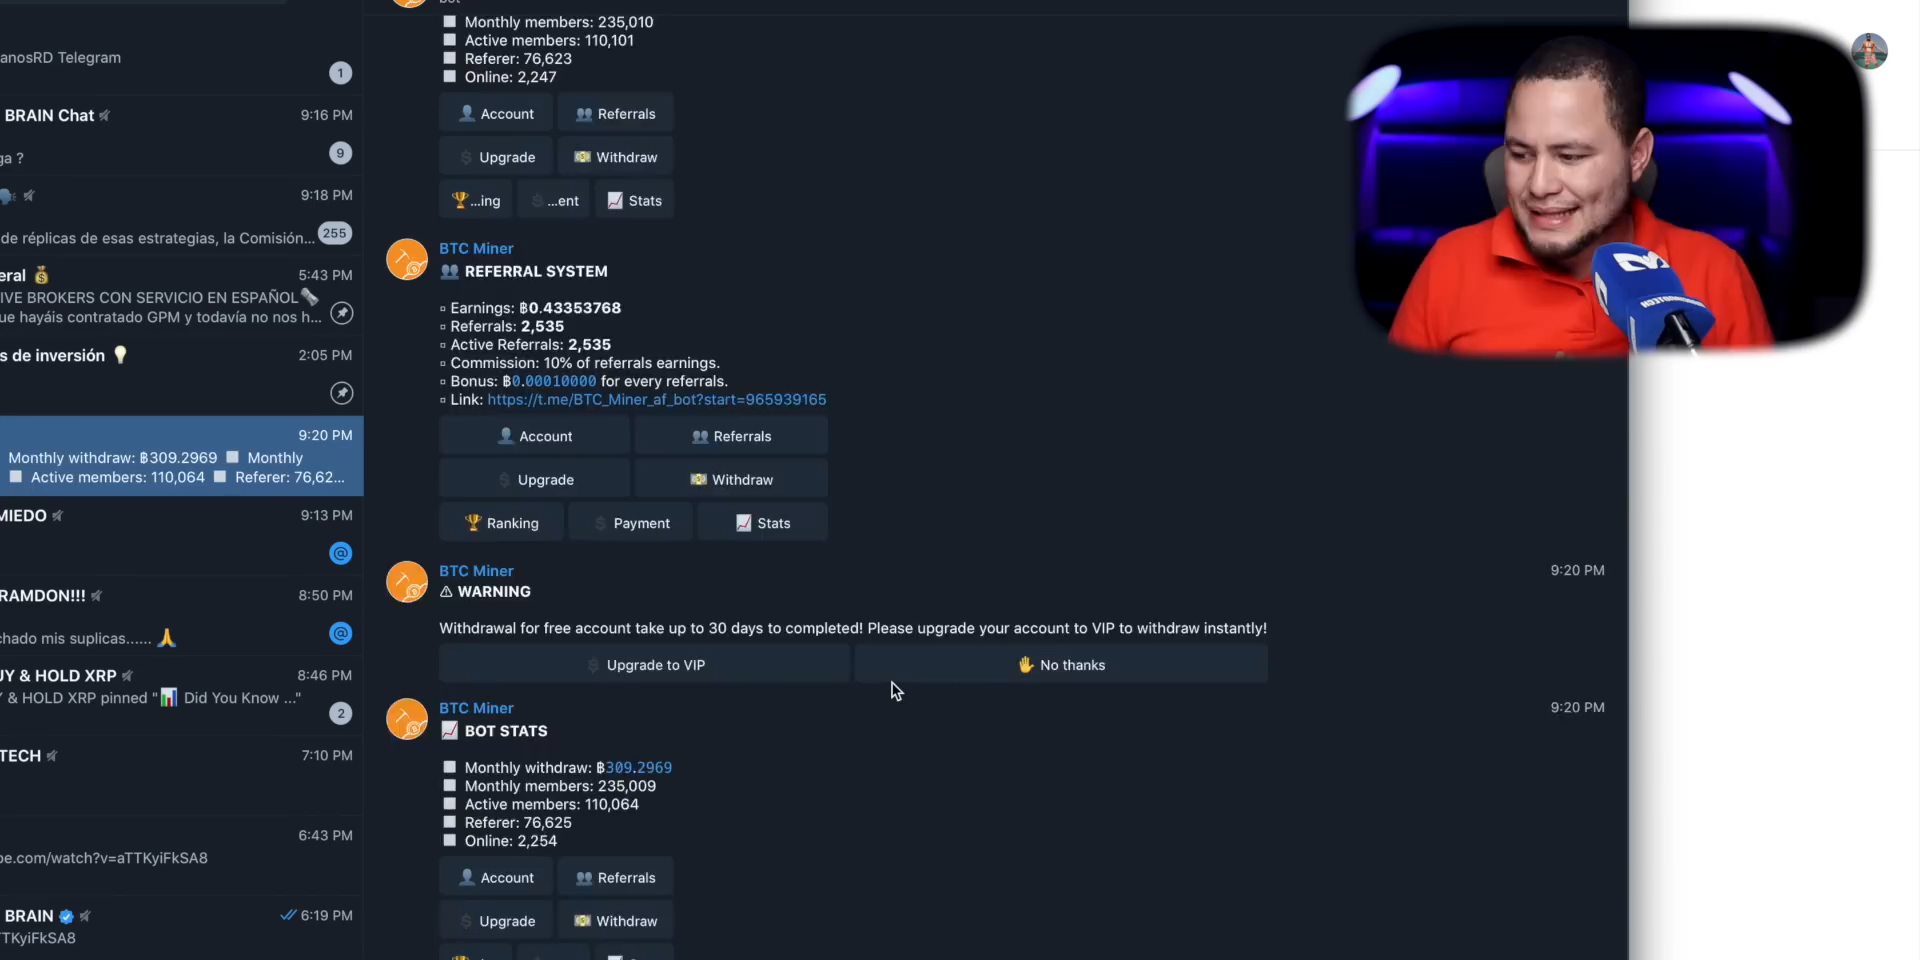 bot
Monthly members: 235,010
Active members: 110,101
Referer: 76,623
Online: 2,247
Account Referrals
Upgrade Withdraw
...ing ...ent Stats
BTC Miner
REFERRAL SYSTEM
Earnings: ฿0.43353768
Referrals: 2,535
Active Referrals: 2,535
Commission: 10% of referrals earnings.
Bonus: ฿0.00010000 for every referrals.
Link: https://t.me/BTC_Miner_af_bot?start=965939165
Account Referrals
Upgrade Withdraw
Ranking Payment Stats
BTC Miner 9:20 PM
⚠ WARNING
Withdrawal for free account take up to 30 days to completed! Please upgrade your account to VIP to withdraw instantly!
Upgrade to VIP No thanks
BTC Miner 9:20 PM
BOT STATS
Monthly withdraw: ฿309.2969
Monthly members: 235,009
Active members: 110,064
Referer: 76,625
Online: 2,254
Account Referrals
Upgrade Withdraw
anosRD Telegram
1
BRAIN Chat 9:16 PM
ga ? 9
9:18 PM
de réplicas de esas estrategias, la Comisión... 255
eral 5:43 PM
IVE BROKERS CON SERVICIO EN ESPAÑOL
ue hayáis contratado GPM y todavía no nos h...
s de inversión 2:05 PM
9:20 PM
Monthly withdraw: ฿309.2969 Monthly
Active members: 110,064 Referer: 76,62...
MIEDO 9:13 PM
@
RAMDON!!! 8:50 PM
chado mis suplicas...... @
UY & HOLD XRP 8:46 PM
Y & HOLD XRP pinned " Did You Know ..."
2
TECH 7:10 PM
6:43 PM
be.com/watch?v=aTTKyiFkSA8
BRAIN 6:19 PM
TKyiFkSA8